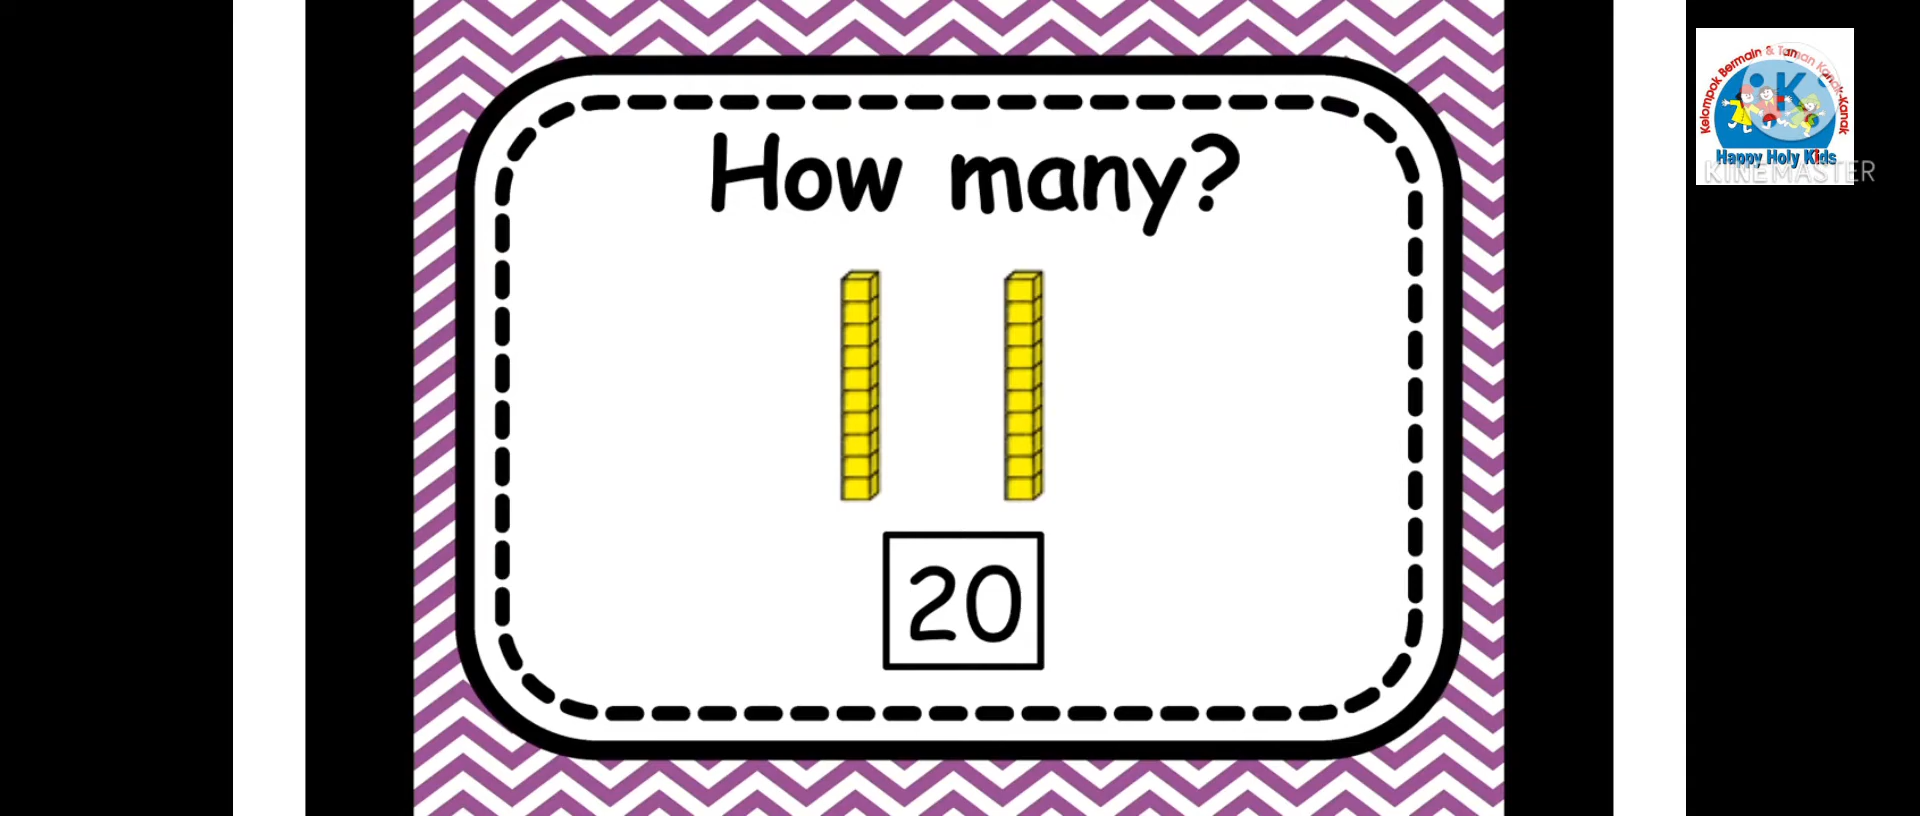 How many?
20
Kelompok Bermain & Taman Kanak-Kanak
K
Happy Holy Kids
KINEMASTER